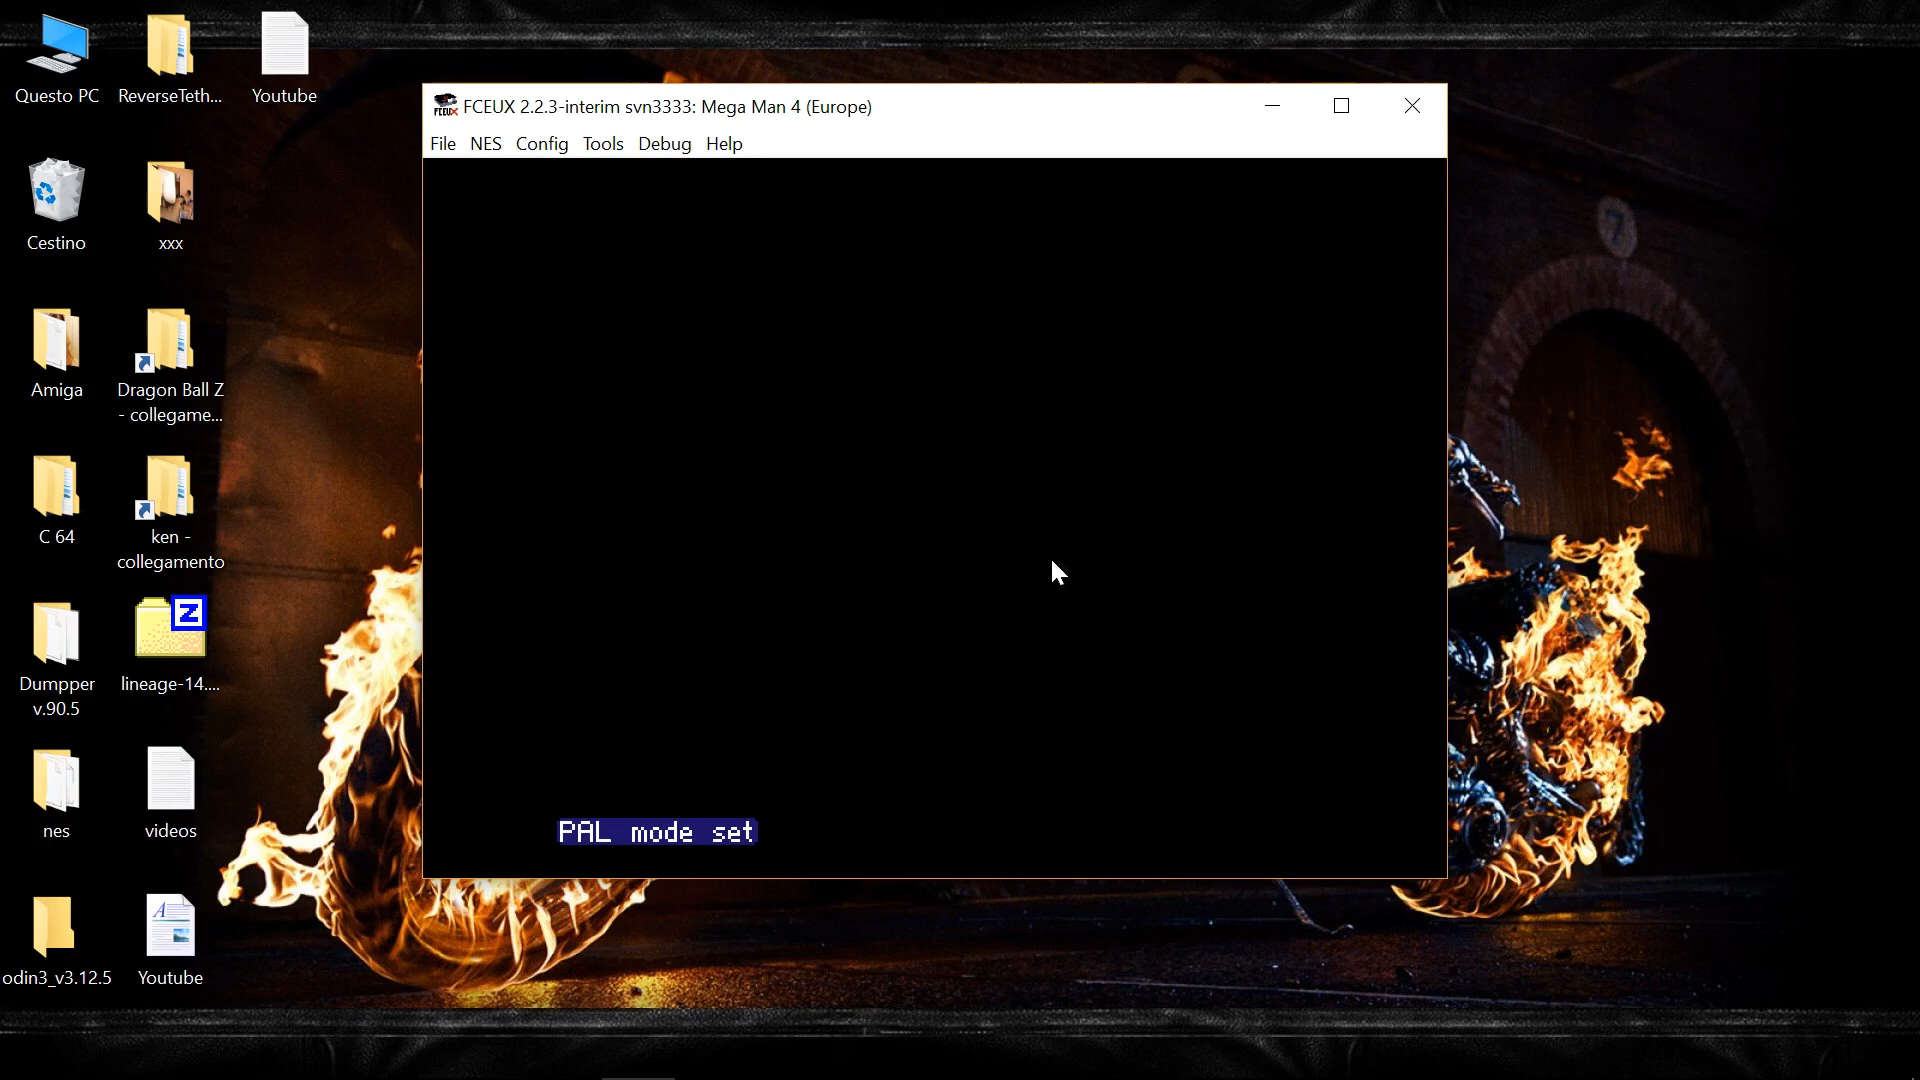 Questo PC
ReverseTeth...
Youtube
Cestino
xxx
Amiga
Dragon Ball Z
- collegame...
C 64
ken -
collegamento
Dumpper
v.90.5
lineage-14....
nes
videos
odin3_v3.12.5
Youtube
FCEUX 2.2.3-interim svn3333: Mega Man 4 (Europe)
File NES Config Tools Debug Help
PAL mode set
7